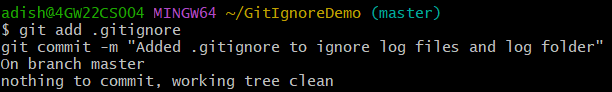 adish@4GW22CS004 MINGW64 ~/GitIgnoreDemo (master)
$ git add .gitignore
git commit -m "Added .gitignore to ignore log files and log folder"
On branch master
nothing to commit, working tree clean